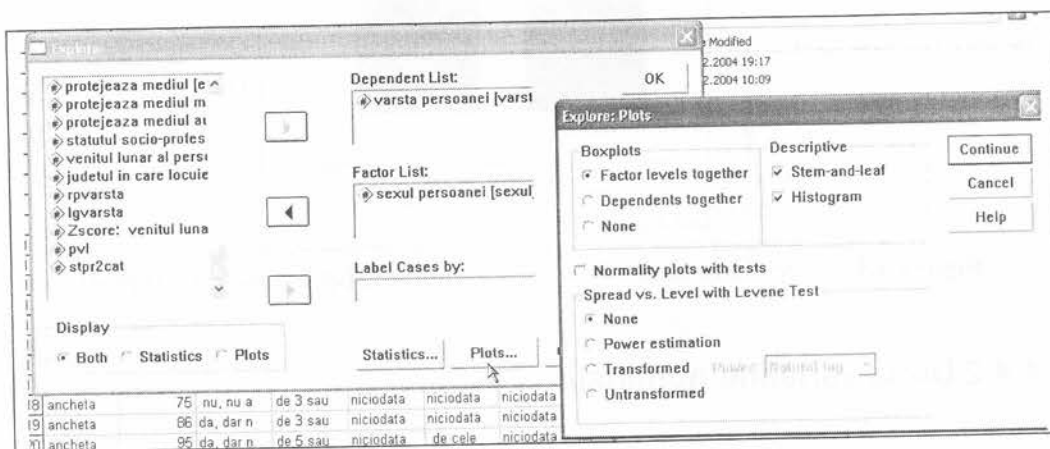 Explore
protejeaza mediul [e
protejeaza mediul m
protejeaza mediul au
statutul socio-profes
venitul lunar al persı
judetul in care locuie
rpvarsta
lgvarsta
Zscore: venitul luna
pvl
stpr2cat
Display
Both Statistics Plots
Dependent List:
varsta persoanei [varst
Factor List:
sexul persoanei [sexul
Label Cases by:
Statistics... Plots...
OK
Modified
2.2004 19:17
2.2004 10:09
Explore: Plots
Boxplots
Factor levels together
Dependents together
None
Descriptive
Stem-and-leaf
Histogram
Continue
Cancel
Help
Normality plots with tests
Spread vs. Level with Levene Test
None
Power estimation
Transformed Power Natural log
Untransformed
18 ancheta 75 nu, nu a de 3 sau niciodata niciodata niciodata
19 ancheta 86 da, dar n de 3 sau niciodata niciodata niciodata
20 ancheta 95 da, dar n de 5 sau niciodata de cele niciodata